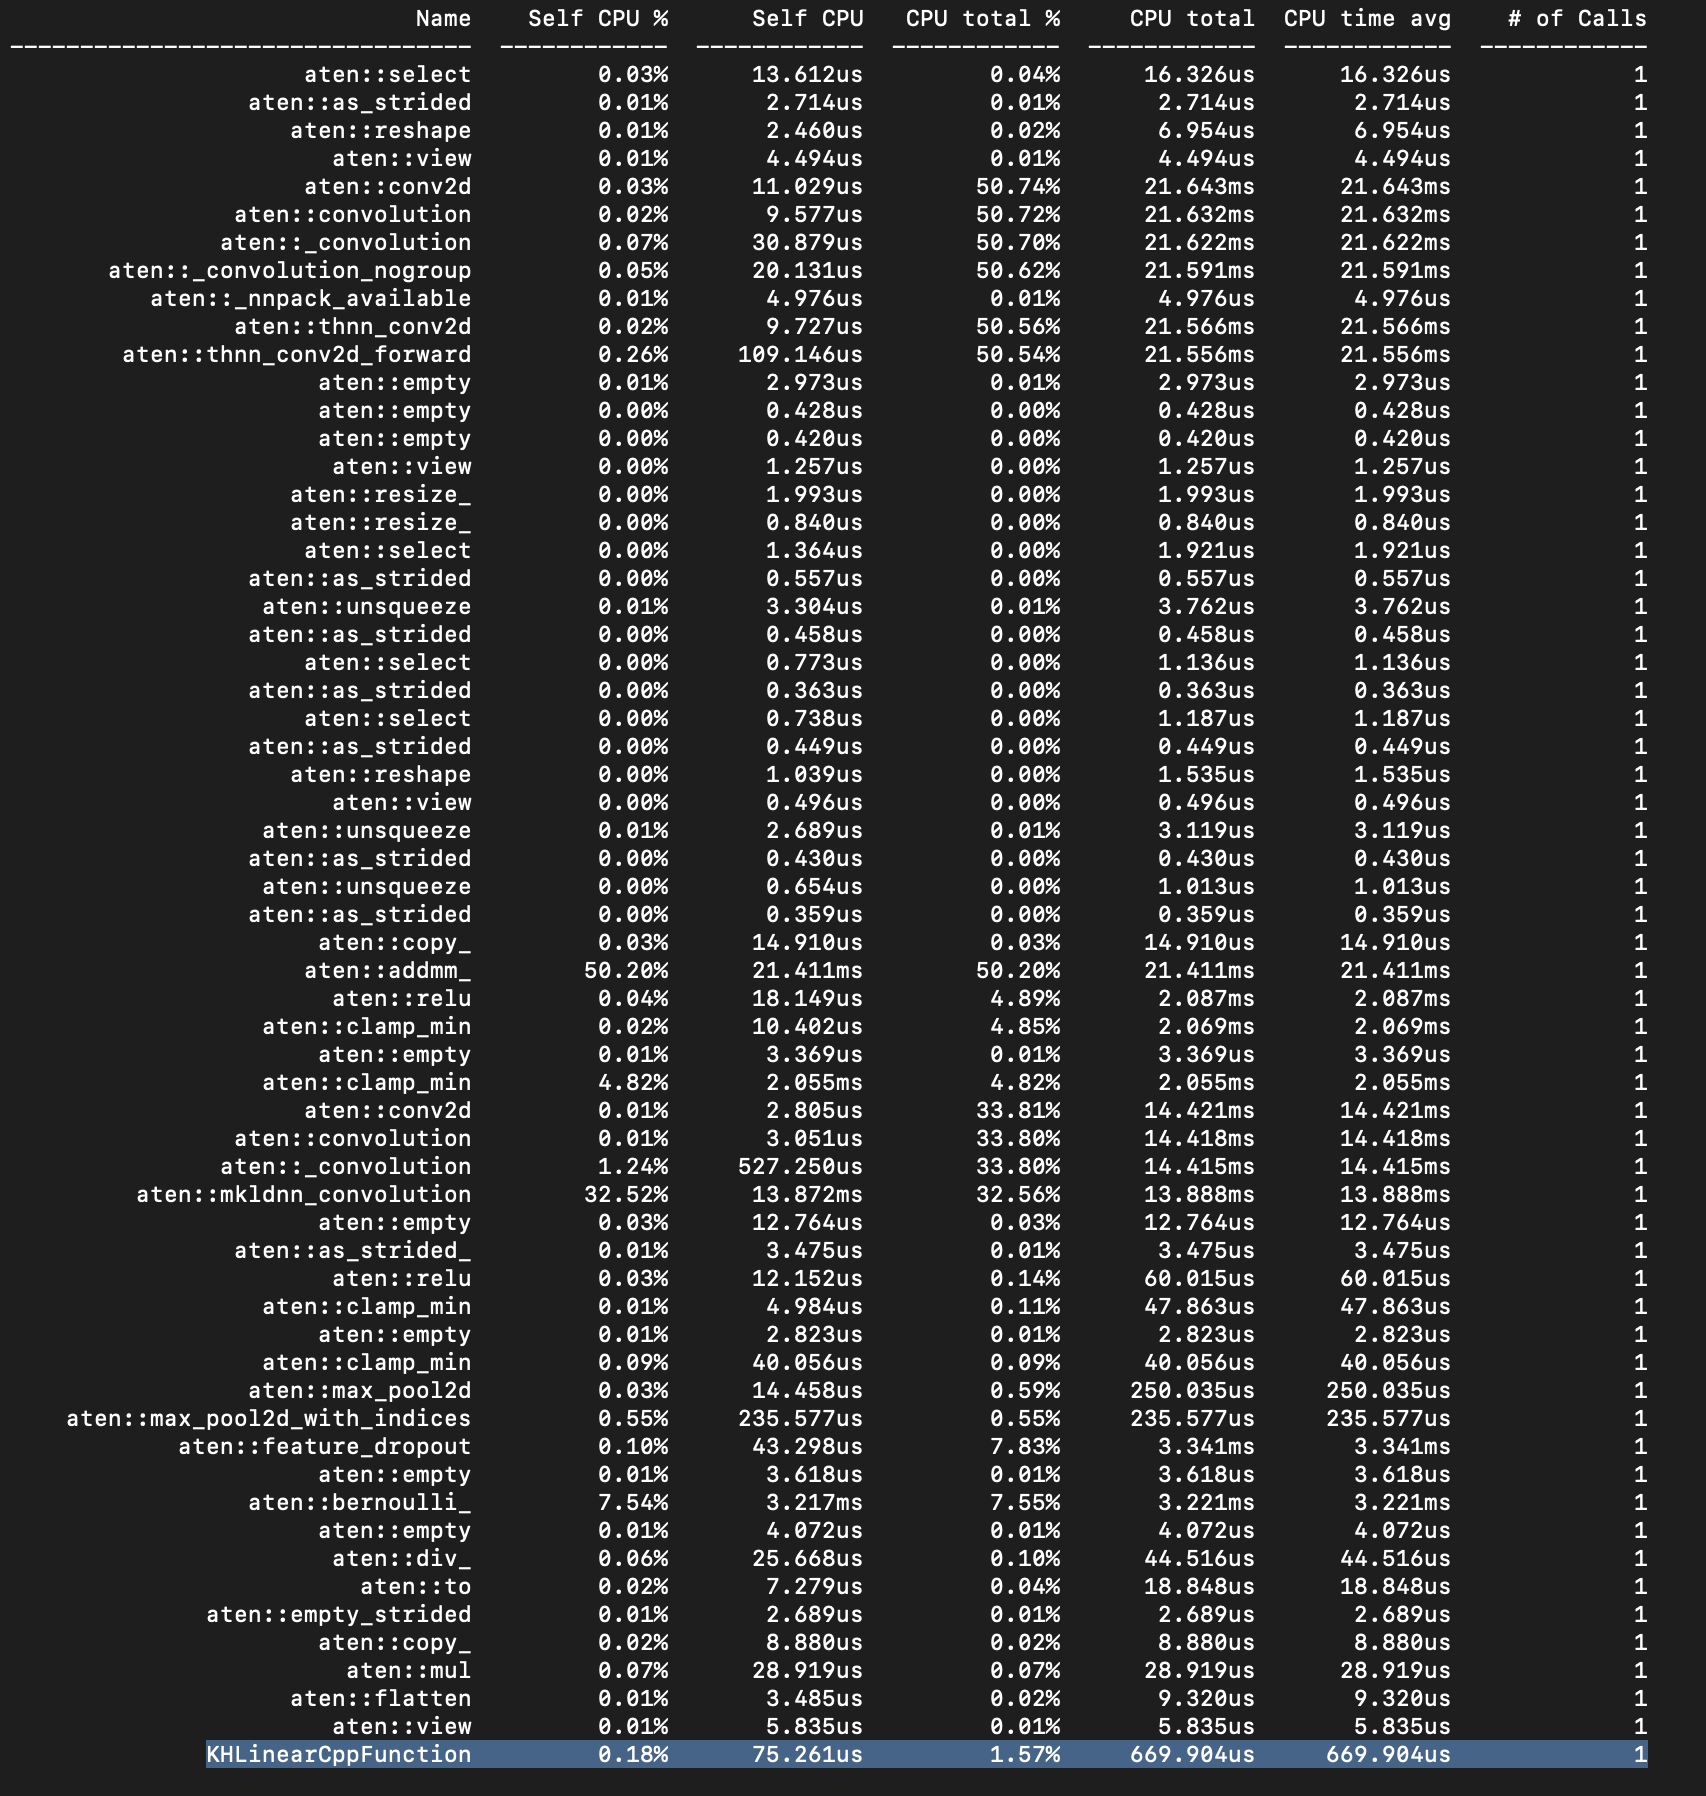 Name Self CPU % Self CPU CPU total % CPU total CPU time avg # of Calls
aten::select 0.03% 13.612us 0.04% 16.326us 16.326us 1
aten::as_strided 0.01% 2.714us 0.01% 2.714us 2.714us 1
aten::reshape 0.01% 2.460us 0.02% 6.954us 6.954us 1
aten::view 0.01% 4.494us 0.01% 4.494us 4.494us 1
aten::conv2d 0.03% 11.029us 50.74% 21.643ms 21.643ms 1
aten::convolution 0.02% 9.577us 50.72% 21.632ms 21.632ms 1
aten::_convolution 0.07% 30.879us 50.70% 21.622ms 21.622ms 1
aten::_convolution_nogroup 0.05% 20.131us 50.62% 21.591ms 21.591ms 1
aten::_nnpack_available 0.01% 4.976us 0.01% 4.976us 4.976us 1
aten::thnn_conv2d 0.02% 9.727us 50.56% 21.566ms 21.566ms 1
aten::thnn_conv2d_forward 0.26% 109.146us 50.54% 21.556ms 21.556ms 1
aten::empty 0.01% 2.973us 0.01% 2.973us 2.973us 1
aten::empty 0.00% 0.428us 0.00% 0.428us 0.428us 1
aten::empty 0.00% 0.420us 0.00% 0.420us 0.420us 1
aten::view 0.00% 1.257us 0.00% 1.257us 1.257us 1
aten::resize_ 0.00% 1.993us 0.00% 1.993us 1.993us 1
aten::resize_ 0.00% 0.840us 0.00% 0.840us 0.840us 1
aten::select 0.00% 1.364us 0.00% 1.921us 1.921us 1
aten::as_strided 0.00% 0.557us 0.00% 0.557us 0.557us 1
aten::unsqueeze 0.01% 3.304us 0.01% 3.762us 3.762us 1
aten::as_strided 0.00% 0.458us 0.00% 0.458us 0.458us 1
aten::select 0.00% 0.773us 0.00% 1.136us 1.136us 1
aten::as_strided 0.00% 0.363us 0.00% 0.363us 0.363us 1
aten::select 0.00% 0.738us 0.00% 1.187us 1.187us 1
aten::as_strided 0.00% 0.449us 0.00% 0.449us 0.449us 1
aten::reshape 0.00% 1.039us 0.00% 1.535us 1.535us 1
aten::view 0.00% 0.496us 0.00% 0.496us 0.496us 1
aten::unsqueeze 0.01% 2.689us 0.01% 3.119us 3.119us 1
aten::as_strided 0.00% 0.430us 0.00% 0.430us 0.430us 1
aten::unsqueeze 0.00% 0.654us 0.00% 1.013us 1.013us 1
aten::as_strided 0.00% 0.359us 0.00% 0.359us 0.359us 1
aten::copy_ 0.03% 14.910us 0.03% 14.910us 14.910us 1
aten::addmm_ 50.20% 21.411ms 50.20% 21.411ms 21.411ms 1
aten::relu 0.04% 18.149us 4.89% 2.087ms 2.087ms 1
aten::clamp_min 0.02% 10.402us 4.85% 2.069ms 2.069ms 1
aten::empty 0.01% 3.369us 0.01% 3.369us 3.369us 1
aten::clamp_min 4.82% 2.055ms 4.82% 2.055ms 2.055ms 1
aten::conv2d 0.01% 2.805us 33.81% 14.421ms 14.421ms 1
aten::convolution 0.01% 3.051us 33.80% 14.418ms 14.418ms 1
aten::_convolution 1.24% 527.250us 33.80% 14.415ms 14.415ms 1
aten::mkldnn_convolution 32.52% 13.872ms 32.56% 13.888ms 13.888ms 1
aten::empty 0.03% 12.764us 0.03% 12.764us 12.764us 1
aten::as_strided_ 0.01% 3.475us 0.01% 3.475us 3.475us 1
aten::relu 0.03% 12.152us 0.14% 60.015us 60.015us 1
aten::clamp_min 0.01% 4.984us 0.11% 47.863us 47.863us 1
aten::empty 0.01% 2.823us 0.01% 2.823us 2.823us 1
aten::clamp_min 0.09% 40.056us 0.09% 40.056us 40.056us 1
aten::max_pool2d 0.03% 14.458us 0.59% 250.035us 250.035us 1
aten::max_pool2d_with_indices 0.55% 235.577us 0.55% 235.577us 235.577us 1
aten::feature_dropout 0.10% 43.298us 7.83% 3.341ms 3.341ms 1
aten::empty 0.01% 3.618us 0.01% 3.618us 3.618us 1
aten::bernoulli_ 7.54% 3.217ms 7.55% 3.221ms 3.221ms 1
aten::empty 0.01% 4.072us 0.01% 4.072us 4.072us 1
aten::div_ 0.06% 25.668us 0.10% 44.516us 44.516us 1
aten::to 0.02% 7.279us 0.04% 18.848us 18.848us 1
aten::empty_strided 0.01% 2.689us 0.01% 2.689us 2.689us 1
aten::copy_ 0.02% 8.880us 0.02% 8.880us 8.880us 1
aten::mul 0.07% 28.919us 0.07% 28.919us 28.919us 1
aten::flatten 0.01% 3.485us 0.02% 9.320us 9.320us 1
aten::view 0.01% 5.835us 0.01% 5.835us 5.835us 1
KHLinearCppFunction 0.18% 75.261us 1.57% 669.904us 669.904us 1